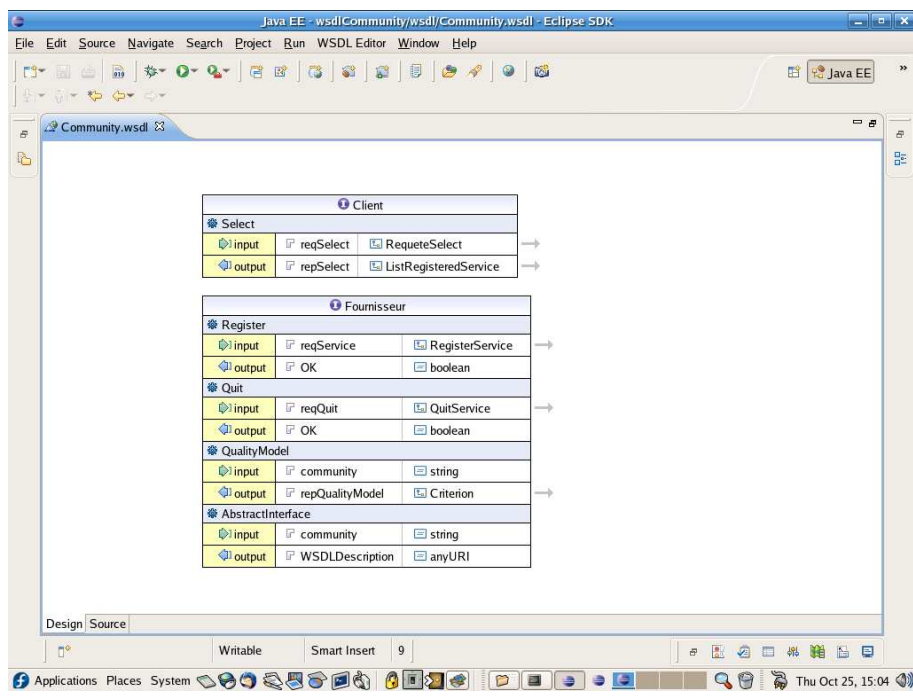 Java EE - wsdlCommunity/wsdl/Community.wsdl - Eclipse SDK
File Edit Source Navigate Search Project Run WSDL Editor Window Help
Java EE »
Community.wsdl
Client
Select
input reqSelect RequeteSelect
output repSelect ListRegisteredService
Fournisseur
Register
input reqService RegisterService
output OK boolean
Quit
input reqQuit QuitService
output OK boolean
QualityModel
input community string
output repQualityModel Criterion
AbstractInterface
input community string
output WSDLDescription anyURI
Design Source
Writable Smart Insert 9
Applications Places System Thu Oct 25, 15:04